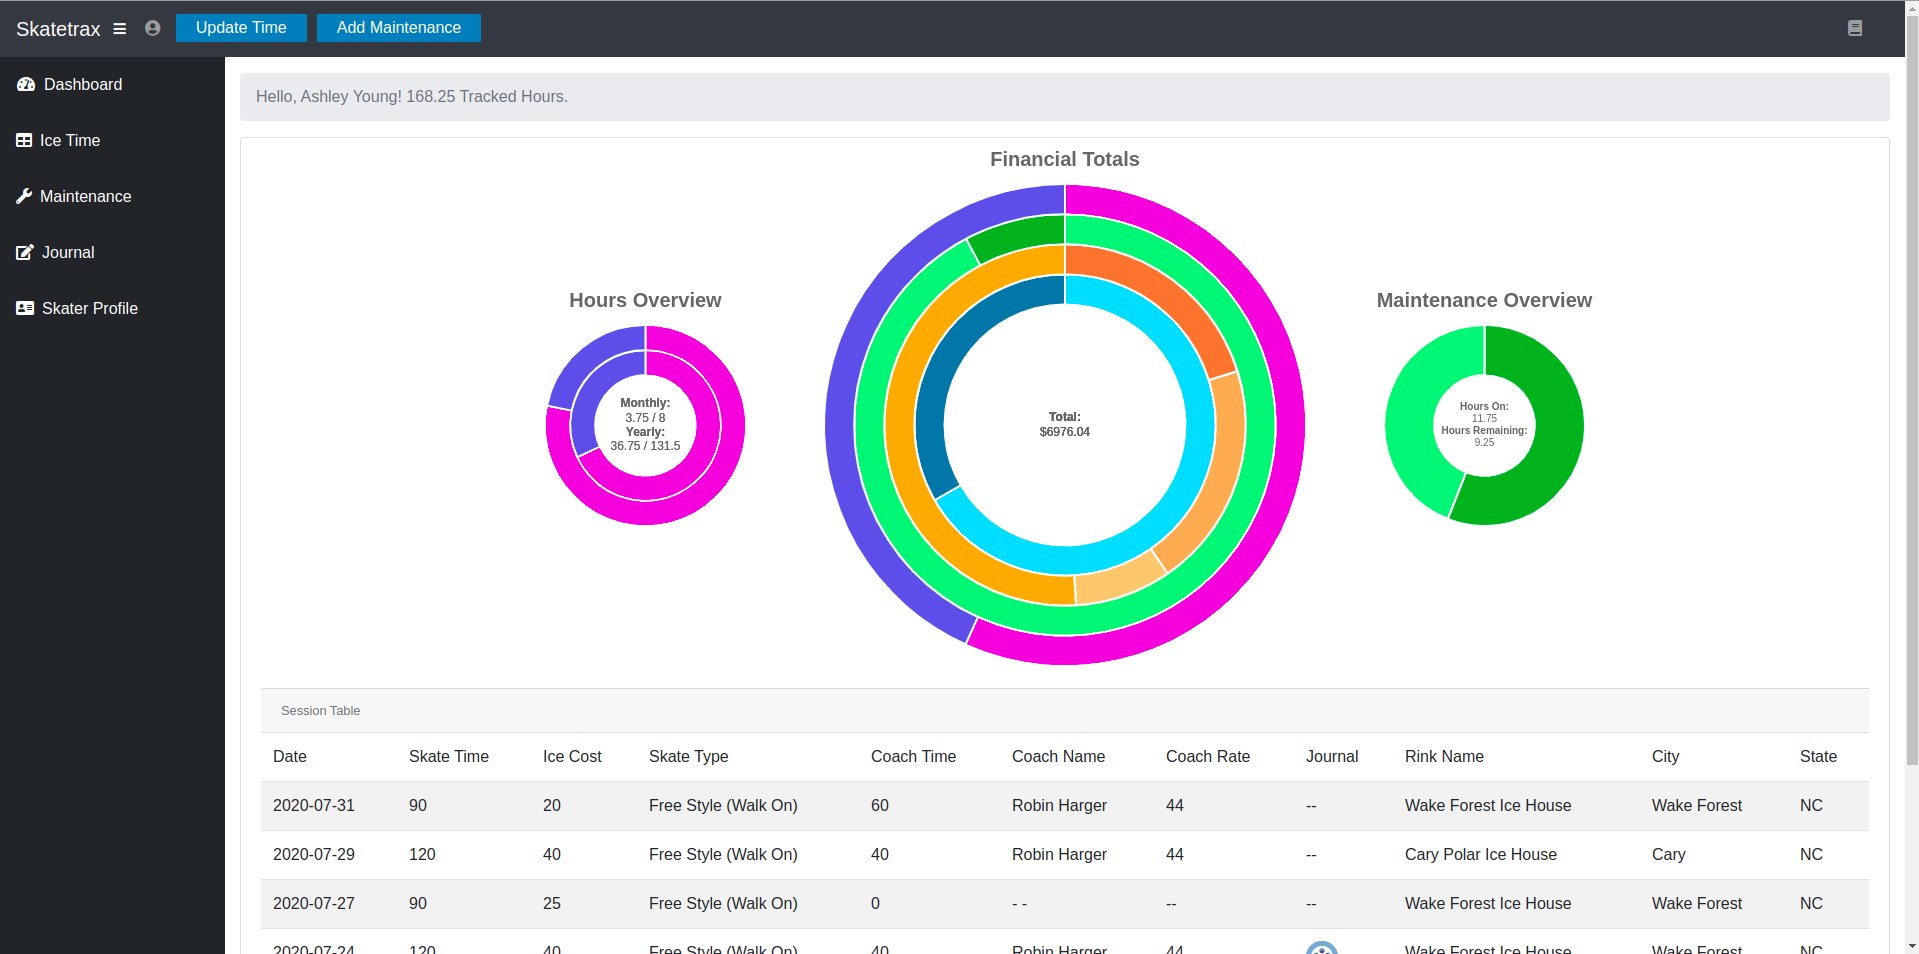 Skatetrax Update Time Add Maintenance
Dashboard
Ice Time
Maintenance
Journal
Skater Profile
Hello, Ashley Young! 168.25 Tracked Hours.
Financial Totals
Hours Overview
Monthly:
3.75 / 8
Yearly:
36.75 / 131.5
Total:
$6976.04
Maintenance Overview
Hours On:
11.75
Hours Remaining:
9.25
Session Table
Date Skate Time Ice Cost Skate Type Coach Time Coach Name Coach Rate Journal Rink Name City State
2020-07-31 90 20 Free Style (Walk On) 60 Robin Harger 44 -- Wake Forest Ice House Wake Forest NC
2020-07-29 120 40 Free Style (Walk On) 40 Robin Harger 44 -- Cary Polar Ice House Cary NC
2020-07-27 90 25 Free Style (Walk On) 0 - - -- -- Wake Forest Ice House Wake Forest NC
2020-07-24 120 40 Free Style (Walk On) 40 Robin Harger 44 Wake Forest Ice House Wake Forest NC